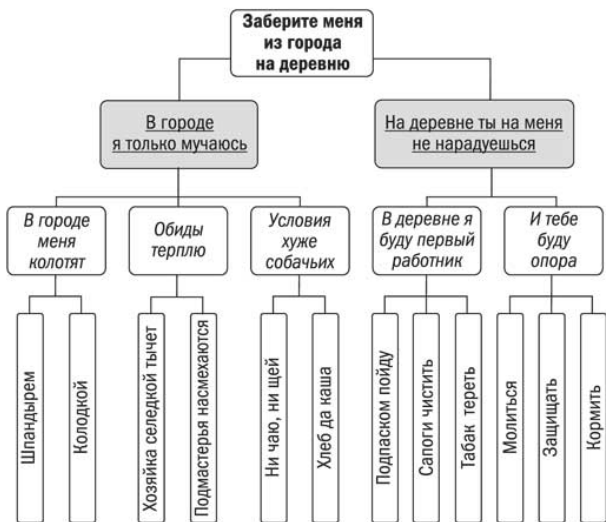 Заберите меня
из города
на деревню
В городе
я только мучаюсь
На деревне ты на меня
не нарадуешься
В городе
меня
колотят
Обиды
терплю
Условия
хуже
собачьих
В деревне я
буду первый
работник
И тебе
буду
опора
Шпандырем
Колодкой
Хозяйка селедкой тычет
Подмастерья насмехаются
Ни чаю, ни щей
Хлеб да каша
Подпаском пойду
Сапоги чистить
Табак тереть
Молиться
Защищать
Кормить